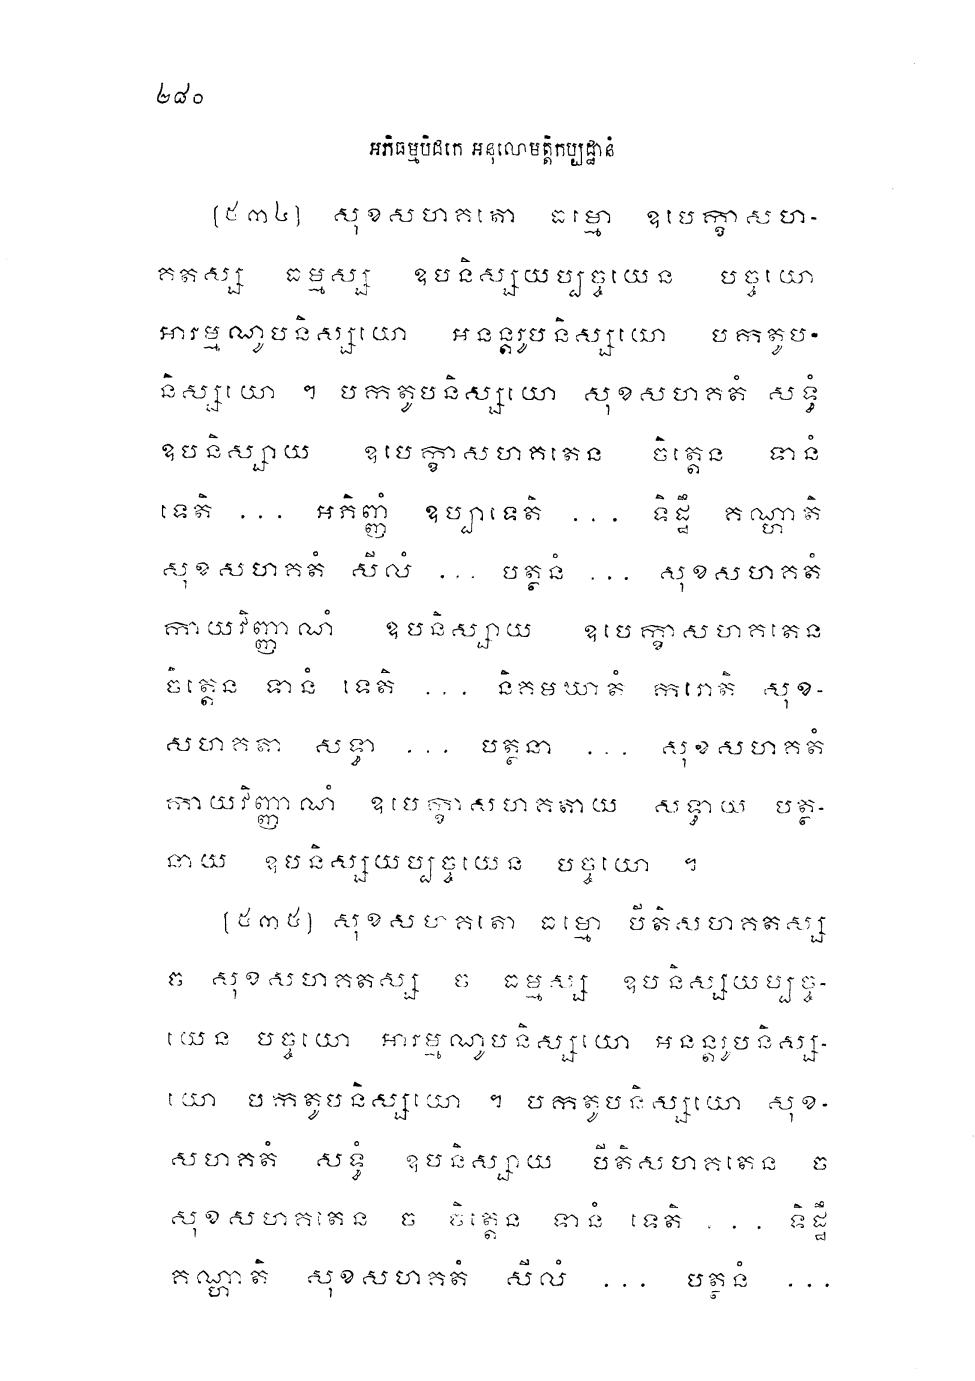 ២៨០
អភិធម្មបិដកេ អនុលោមត្តិកប្បដ្ឋានំ
(៥៣៤) សុខសហគតោ ធម្មោ ឧបេក្ខាសហ-
គតស្ស ធម្មស្ស ឧបនិស្សយប្បច្ចយេន បច្ចយោ
អារម្មណូបនិស្សយោ អនន្តរូបនិស្សយោ បកតូប-
និស្សយោ ។ បកតូបនិស្សយោ សុខសហគតំ សទ្ធំ
ឧបនិស្សាយ ឧបេក្ខាសហគតេន ចិត្តេន ទានំ
ទេតិ ... អភិញ្ញំ ឧប្បាទេតិ ... ទិដ្ឋឹ គណ្ហាតិ
សុខសហគតំ សីលំ ... បត្ថនំ ... សុខសហគតំ
កាយវិញ្ញាណំ ឧបនិស្សាយ ឧបេក្ខាសហគតេន
ចិត្តេន ទានំ ទេតិ ... និគមឃាតំ ករោតិ សុខ-
សហគតា សទ្ធា ... បត្ថនា ... សុខសហគតំ
កាយវិញ្ញាណំ ឧបេក្ខាសហគតាយ សទ្ធាយ បត្ថ-
នាយ ឧបនិស្សយប្បច្ចយេន បច្ចយោ ។
(៥៣៥) សុខសហគតោ ធម្មោ បីតិសហគតស្ស
ច សុខសហគតស្ស ច ធម្មស្ស ឧបនិស្សយប្បច្ច-
យេន បច្ចយោ អារម្មណូបនិស្សយោ អនន្តរូបនិស្ស-
យោ បកតូបនិស្សយោ ។ បកតូបនិស្សយោ សុខ-
សហគតំ សទ្ធំ ឧបនិស្សាយ បីតិសហគតេន ច
សុខសហគតេន ច ចិត្តេន ទានំ ទេតិ ... ទិដ្ឋឹ
គណ្ហាតិ សុខសហគតំ សីលំ ... បត្ថនំ ...